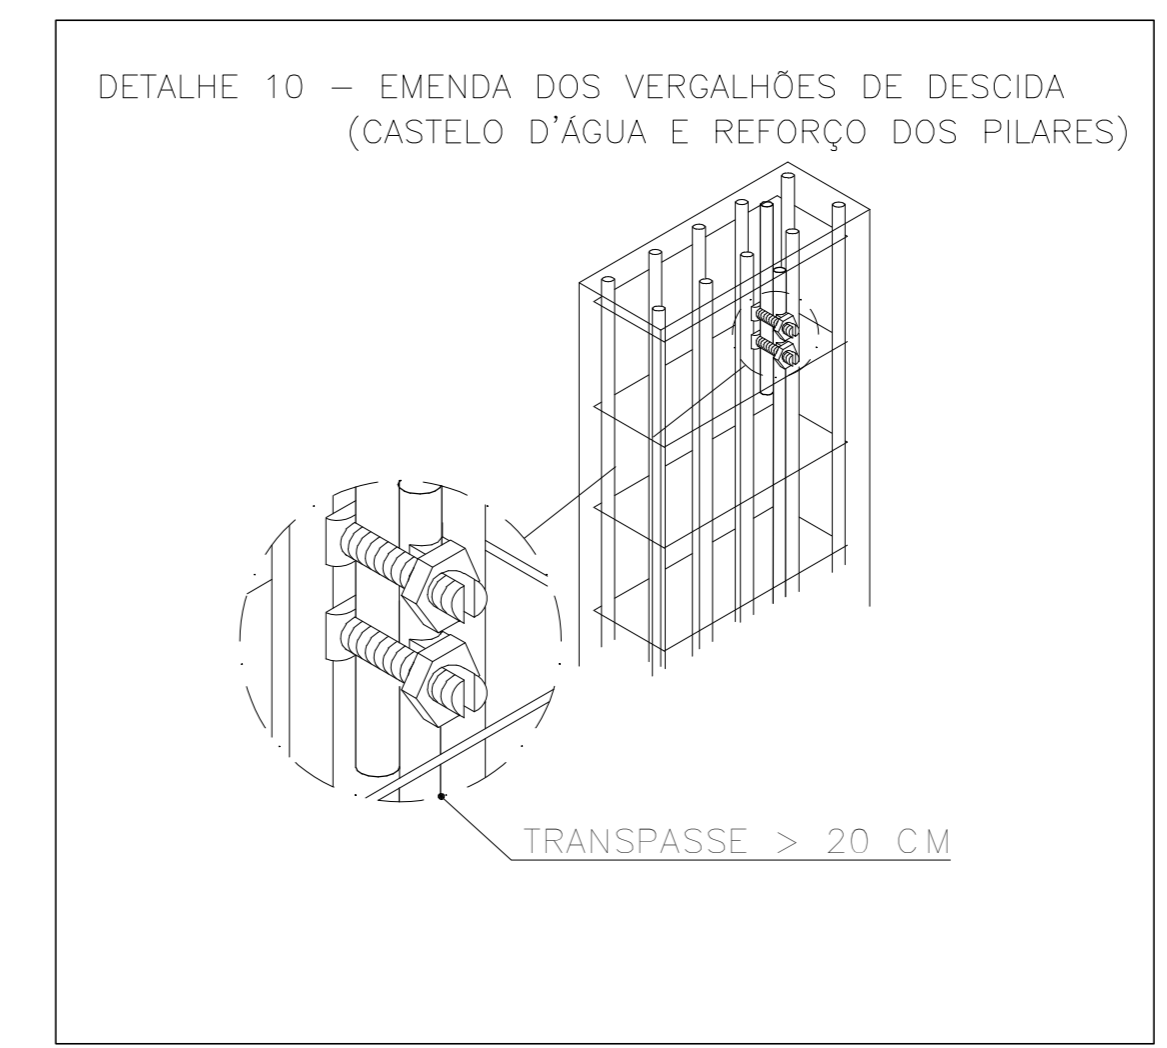 DETALHE 10 – EMENDA DOS VERGALHÕES DE DESCIDA
(CASTELO D'ÁGUA E REFORÇO DOS PILARES)
TRANSPASSE > 20 CM